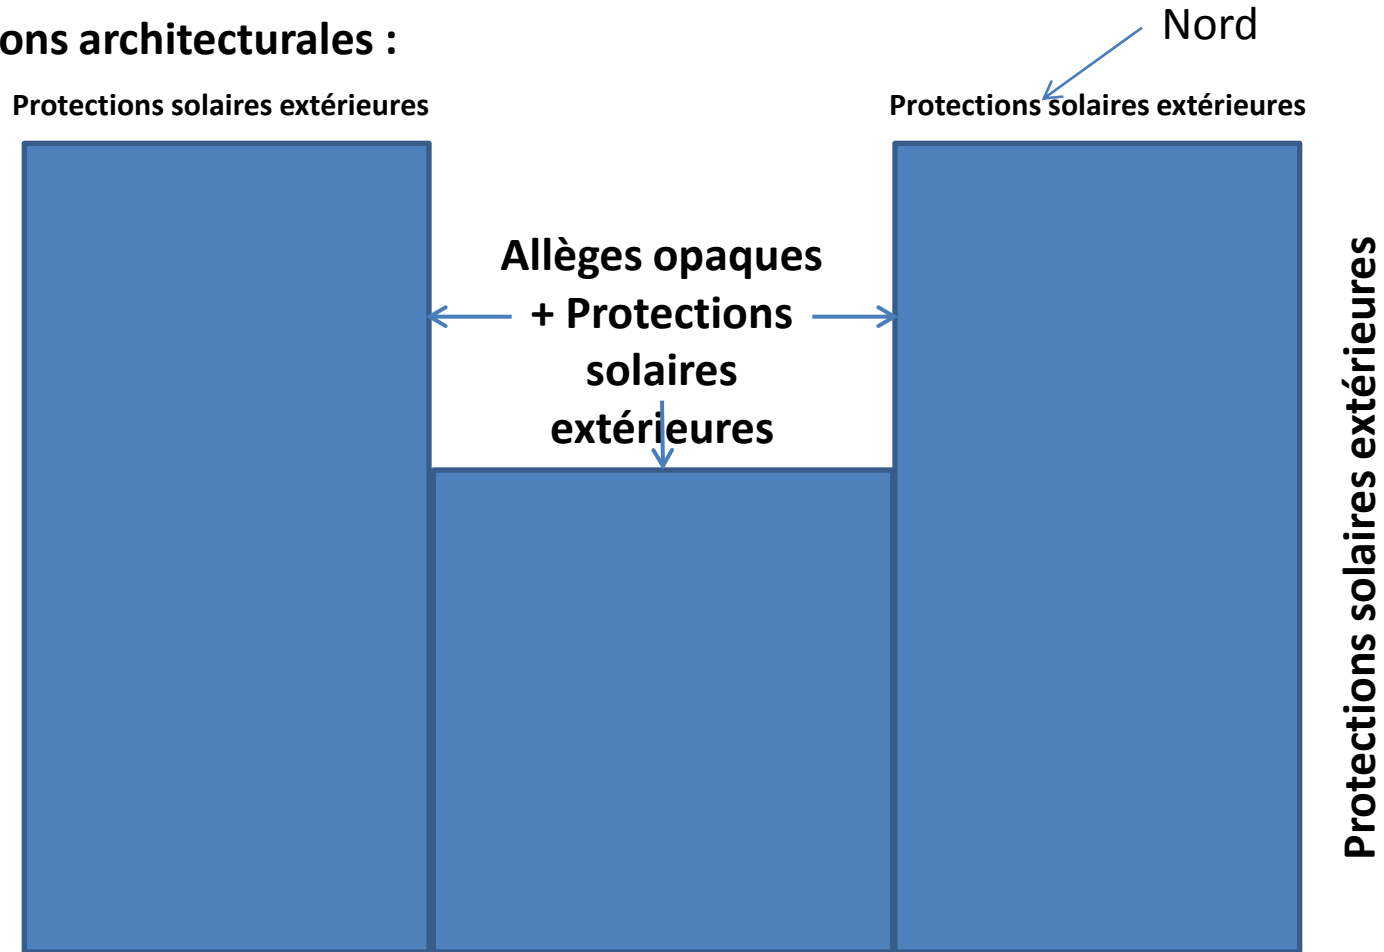 ons architecturales :
Nord
Protections solaires extérieures
Protections solaires extérieures
Allèges opaques
+ Protections
solaires
extérieures
Protections solaires extérieures